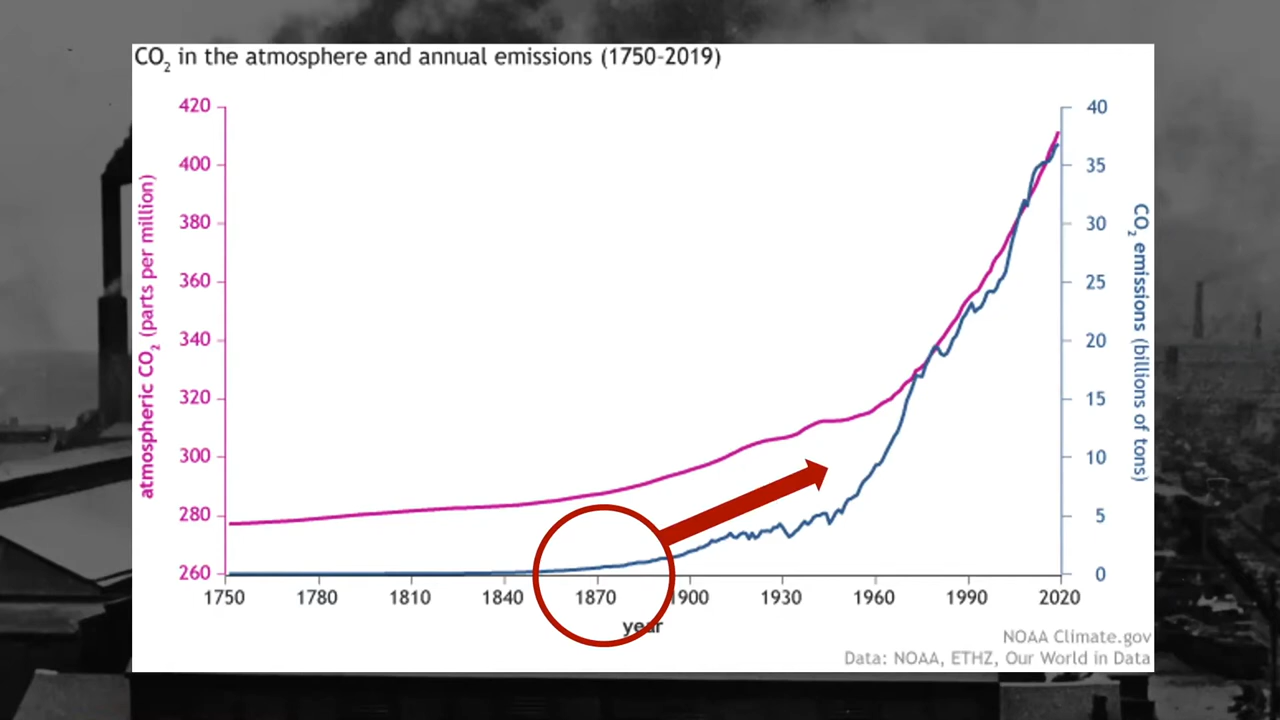 CO₂ in the atmosphere and annual emissions (1750-2019)
420
400
380
360
340
320
300
280
260
atmospheric CO₂ (parts per million)
40
35
30
25
20
15
10
5
0
CO₂ emissions (billions of tons)
1750 1780 1810 1840 1870 1900 1930 1960 1990 2020
year
NOAA Climate.gov
Data: NOAA, ETHZ, Our World in Data